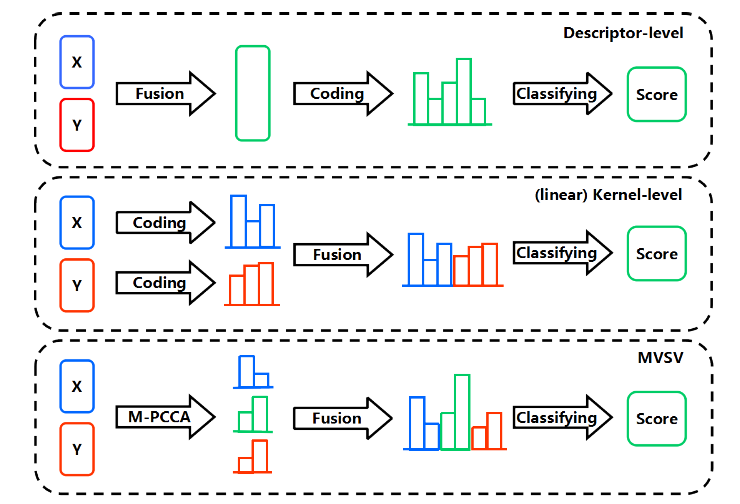 Descriptor-level
X
Y
Fusion
Coding
Classifying
Score
(linear) Kernel-level
X
Y
Coding
Coding
Fusion
Classifying
Score
MVSV
X
Y
M-PCCA
Fusion
Classifying
Score